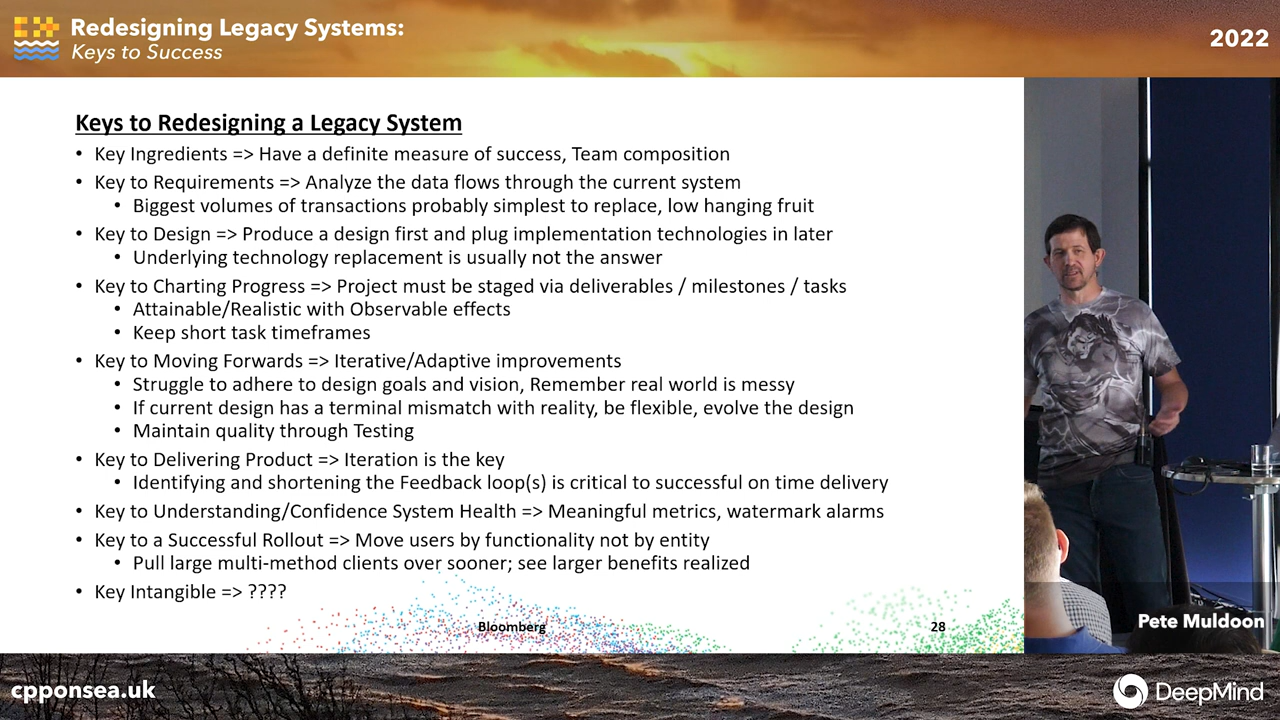 Redesigning Legacy Systems:
Keys to Success
2022
Keys to Redesigning a Legacy System
• Key Ingredients => Have a definite measure of success, Team composition
• Key to Requirements => Analyze the data flows through the current system
• Biggest volumes of transactions probably simplest to replace, low hanging fruit
• Key to Design => Produce a design first and plug implementation technologies in later
• Underlying technology replacement is usually not the answer
• Key to Charting Progress => Project must be staged via deliverables / milestones / tasks
• Attainable/Realistic with Observable effects
• Keep short task timeframes
• Key to Moving Forwards => Iterative/Adaptive improvements
• Struggle to adhere to design goals and vision, Remember real world is messy
• If current design has a terminal mismatch with reality, be flexible, evolve the design
• Maintain quality through Testing
• Key to Delivering Product => Iteration is the key
• Identifying and shortening the Feedback loop(s) is critical to successful on time delivery
• Key to Understanding/Confidence System Health => Meaningful metrics, watermark alarms
• Key to a Successful Rollout => Move users by functionality not by entity
• Pull large multi-method clients over sooner; see larger benefits realized
• Key Intangible => ????
Bloomberg
28
Pete Muldoon
cpponsea.uk
DeepMind